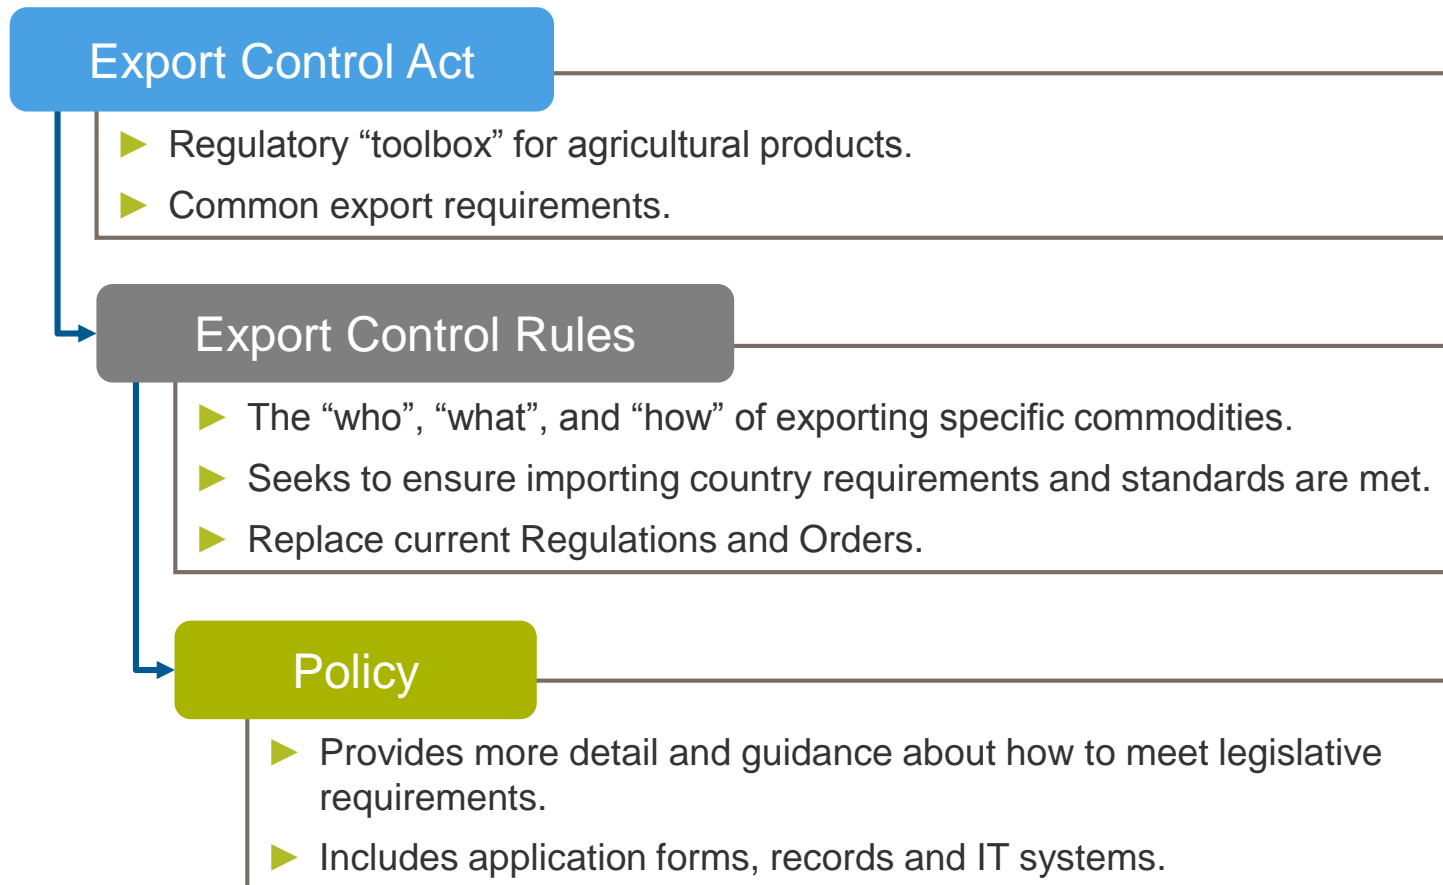 Export Control Act
► Regulatory “toolbox” for agricultural products.
► Common export requirements.
Export Control Rules
► The “who”, “what”, and “how” of exporting specific commodities.
► Seeks to ensure importing country requirements and standards are met.
► Replace current Regulations and Orders.
Policy
► Provides more detail and guidance about how to meet legislative
requirements.
► Includes application forms, records and IT systems.